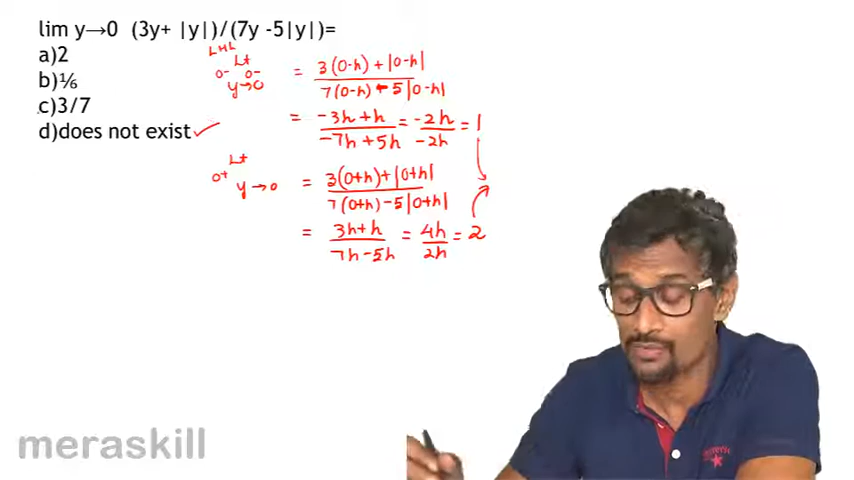 lim y→0 (3y+ |y|)/(7y -5|y|)=
a)2
b)⅙
c)3/7
d)does not exist ✓
LHL
Lt
0- 0-
y→0
= 3(0-h)+|0-h| / 7(0-h) - 5|0-h|
= -3h+h / -7h+5h = -2h / -2h = 1
Lt
0+ y→0
= 3(0+h)+|0+h| / 7(0+h)-5|0+h|
= 3h+h / 7h-5h = 4h / 2h = 2
meraskill